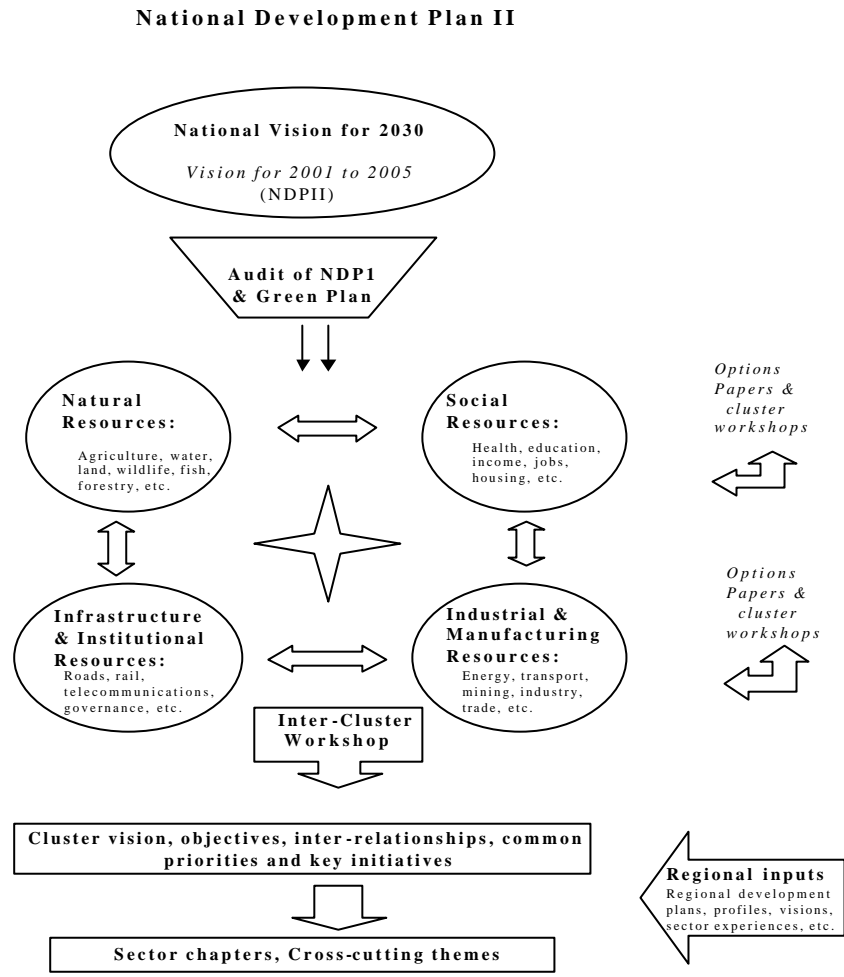 National Development Plan II
National Vision for 2030
Vision for 2001 to 2005
(NDPII)
Audit of NDP1
& Green Plan
Natural
Resources:
Agriculture, water,
land, wildlife, fish,
forestry, etc.
Social
Resources:
Health, education,
income, jobs,
housing, etc.
Options
Papers &
cluster
workshops
Infrastructure
& Institutional
Resources:
Roads, rail,
telecommunications,
governance, etc.
Industrial &
Manufacturing
Resources:
Energy, transport,
mining, industry,
trade, etc.
Options
Papers &
cluster
workshops
Inter-Cluster
Workshop
Cluster vision, objectives, inter-relationships, common
priorities and key initiatives
Regional inputs
Regional development
plans, profiles, visions,
sector experiences, etc.
Sector chapters, Cross-cutting themes